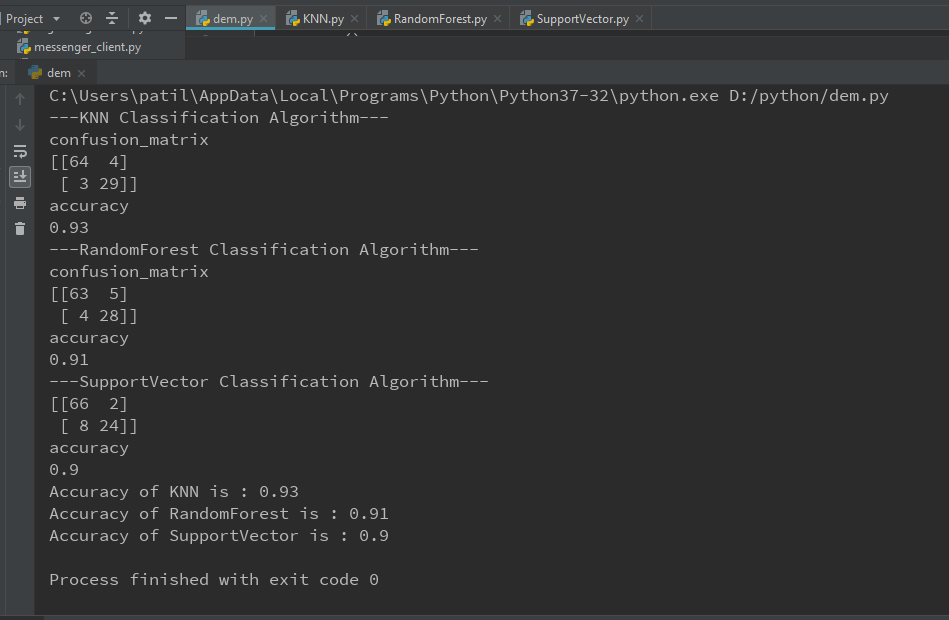 Project
dem.py
KNN.py
RandomForest.py
SupportVector.py
messenger_client.py
n:
dem
C:\Users\patil\AppData\Local\Programs\Python\Python37-32\python.exe D:/python/dem.py
---KNN Classification Algorithm---
confusion_matrix
[[64  4]
 [ 3 29]]
accuracy
0.93
---RandomForest Classification Algorithm---
confusion_matrix
[[63  5]
 [ 4 28]]
accuracy
0.91
---SupportVector Classification Algorithm---
[[66  2]
 [ 8 24]]
accuracy
0.9
Accuracy of KNN is : 0.93
Accuracy of RandomForest is : 0.91
Accuracy of SupportVector is : 0.9
Process finished with exit code 0